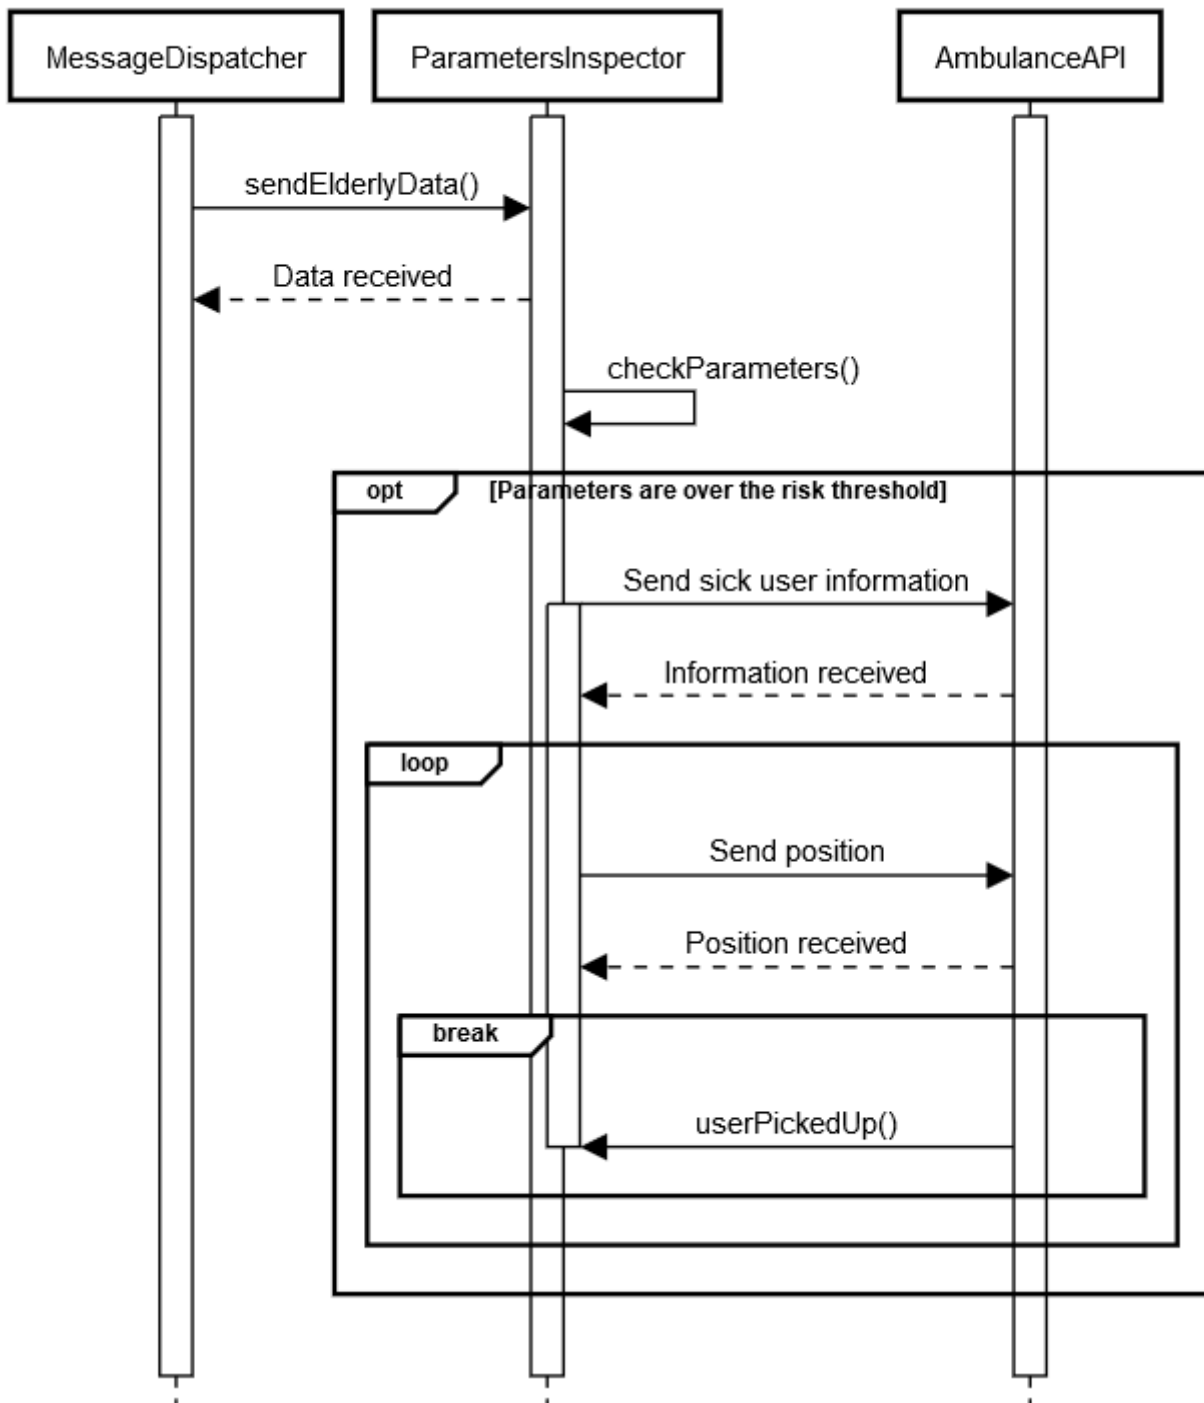 MessageDispatcher
ParametersInspector
AmbulanceAPI
sendElderlyData()
Data received
checkParameters()
opt
[Parameters are over the risk threshold]
Send sick user information
Information received
loop
Send position
Position received
break
userPickedUp()